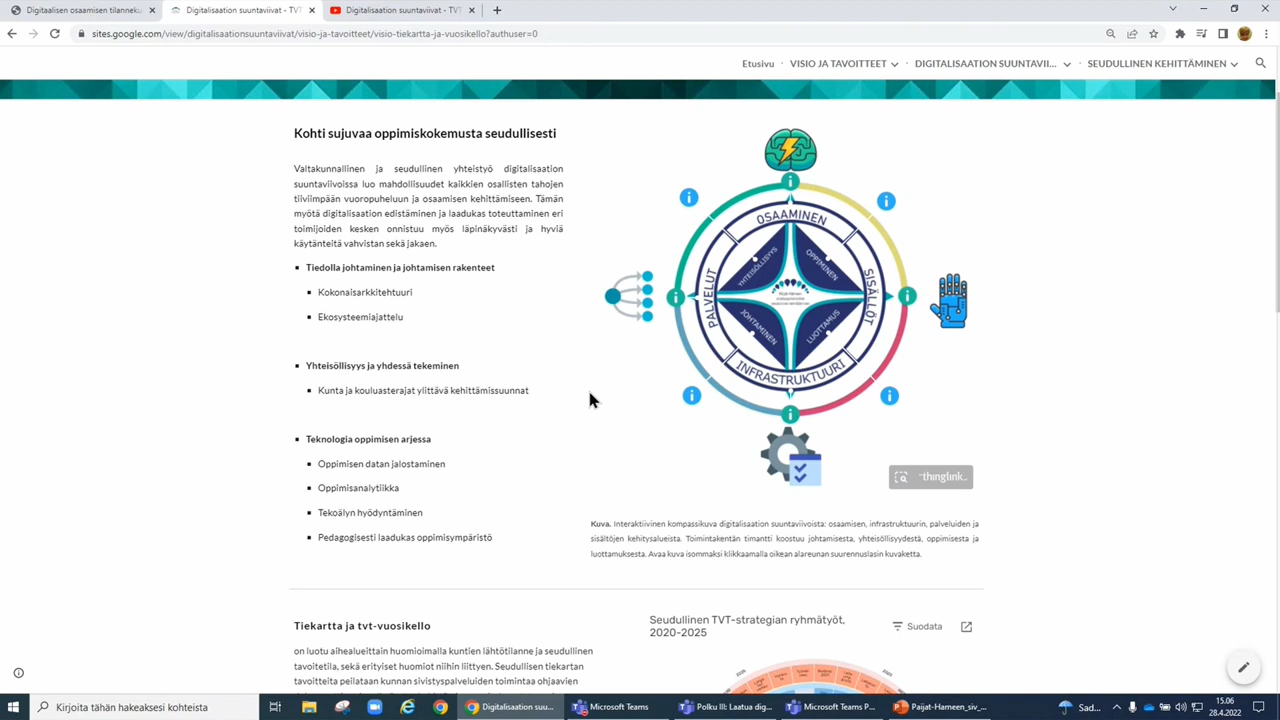 Digitaalisen osaamisen tilanneku
Digitalisaation suuntaviivat - TVT
Digitalisaation suuntaviivat - TVT
sites.google.com/view/digitalisaationsuuntaviivat/visio-ja-tavoitteet/visio-tiekartta-ja-vuosikello?authuser=0
Etusivu
VISIO JA TAVOITTEET
DIGITALISAATION SUUNTAVII...
SEUDULLINEN KEHITTÄMINEN
Kohti sujuvaa oppimiskokemusta seudullisesti
Valtakunnallinen ja seudullinen yhteistyö digitalisaation
suuntaviivoissa luo mahdollisuudet kaikkien osallisten tahojen
tiiviimpään vuoropuheluun ja osaamisen kehittämiseen. Tämän
myötä digitalisaation edistäminen ja laadukas toteuttaminen eri
toimijoiden kesken onnistuu myös läpinäkyvästi ja hyviä
käytänteitä vahvistan sekä jakaen.
Tiedolla johtaminen ja johtamisen rakenteet
Kokonaisarkkitehtuuri
Ekosysteemiajattelu
Yhteisöllisyys ja yhdessä tekeminen
Kunta ja kouluasterajat ylittävä kehittämissuunnat
Teknologia oppimisen arjessa
Oppimisen datan jalostaminen
Oppimisanalytiikka
Tekoälyn hyödyntäminen
Pedagogisesti laadukas oppimisympäristö
OSAAMINEN
PALVELUT
SISÄLLÖT
INFRASTRUKTUURI
YHTEISÖLLISYYS
OPPIMINEN
JOHTAMINEN
LUOTTAMUS
thinglink..
Kuva. Interaktiivinen kompassikuva digitalisaation suuntaviivoista: osaamisen, infrastruktuurin, palveluiden ja
sisältöjen kehitysalueista. Toimintakentän timantti koostuu johtamisesta, yhteisöllisyydestä, oppimisesta ja
luottamuksesta. Avaa kuva isommaksi klikkaamalla oikean alareunan suurennuslasin kuvaketta.
Tiekartta ja tvt-vuosikello
on luotu aihealueittain huomioimalla kuntien lähtötilanne ja seudullinen
tavoitetila, sekä erityiset huomiot niihin liittyen. Seudullisen tiekartan
tavoitteita peilataan kunnan sivistyspalveluiden toimintaa ohjaavien
Seudullinen TVT-strategian ryhmätyöt,
2020-2025
Suodata
Kirjoita tähän hakeaksesi kohteista
Digitalisaation suu...
Microsoft Teams
Polku III: Laatua dig...
Microsoft Teams P...
Paijat-Hameen_siv_...
Sad...
15.06
28.4.2022